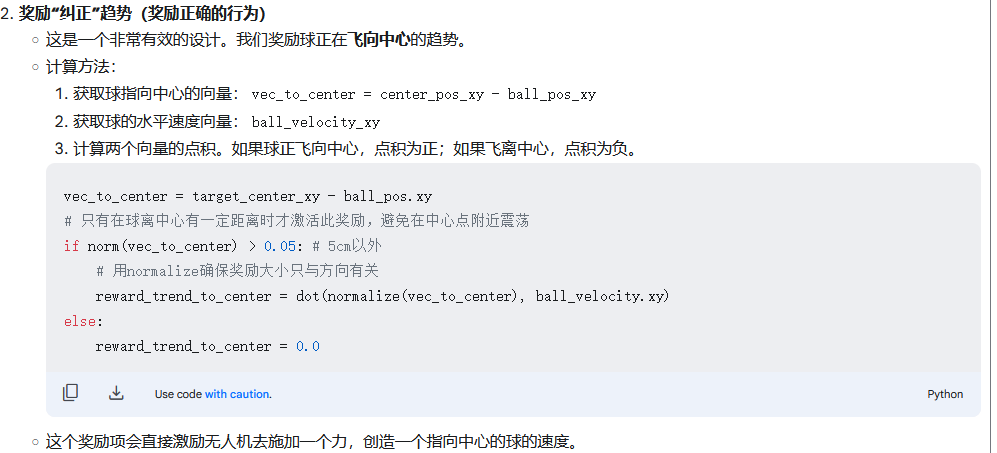 2. 奖励“纠正”趋势（奖励正确的行为）
○ 这是一个非常有效的设计。我们奖励球正在飞向中心的趋势。
○ 计算方法：
1. 获取球指向中心的向量： vec_to_center = center_pos_xy - ball_pos_xy
2. 获取球的水平速度向量： ball_velocity_xy
3. 计算两个向量的点积。如果球正飞向中心，点积为正；如果飞离中心，点积为负。
vec_to_center = target_center_xy - ball_pos.xy
# 只有在球离中心有一定距离时才激活此奖励，避免在中心点附近震荡
if norm(vec_to_center) > 0.05: # 5cm以外
    # 用normalize确保奖励大小只与方向有关
    reward_trend_to_center = dot(normalize(vec_to_center), ball_velocity.xy)
else:
    reward_trend_to_center = 0.0
Use code with caution. Python
○ 这个奖励项会直接激励无人机去施加一个力，创造一个指向中心的球的速度。